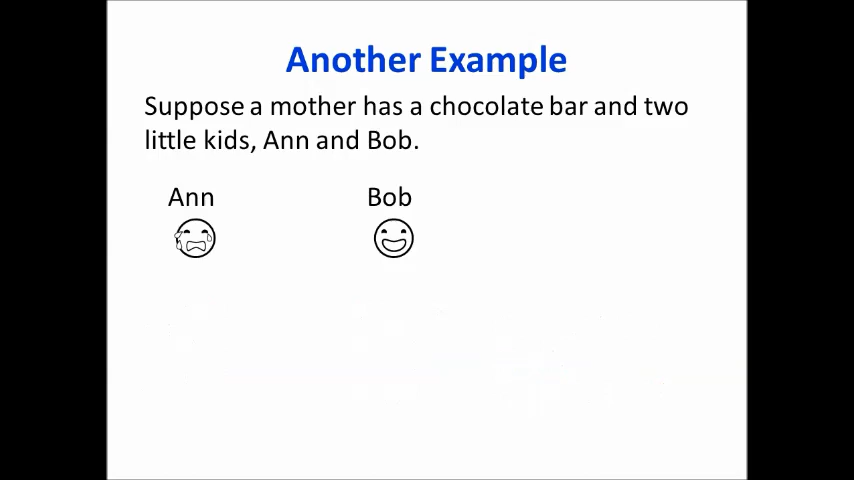 Another Example
Suppose a mother has a chocolate bar and two
little kids, Ann and Bob.
Ann Bob